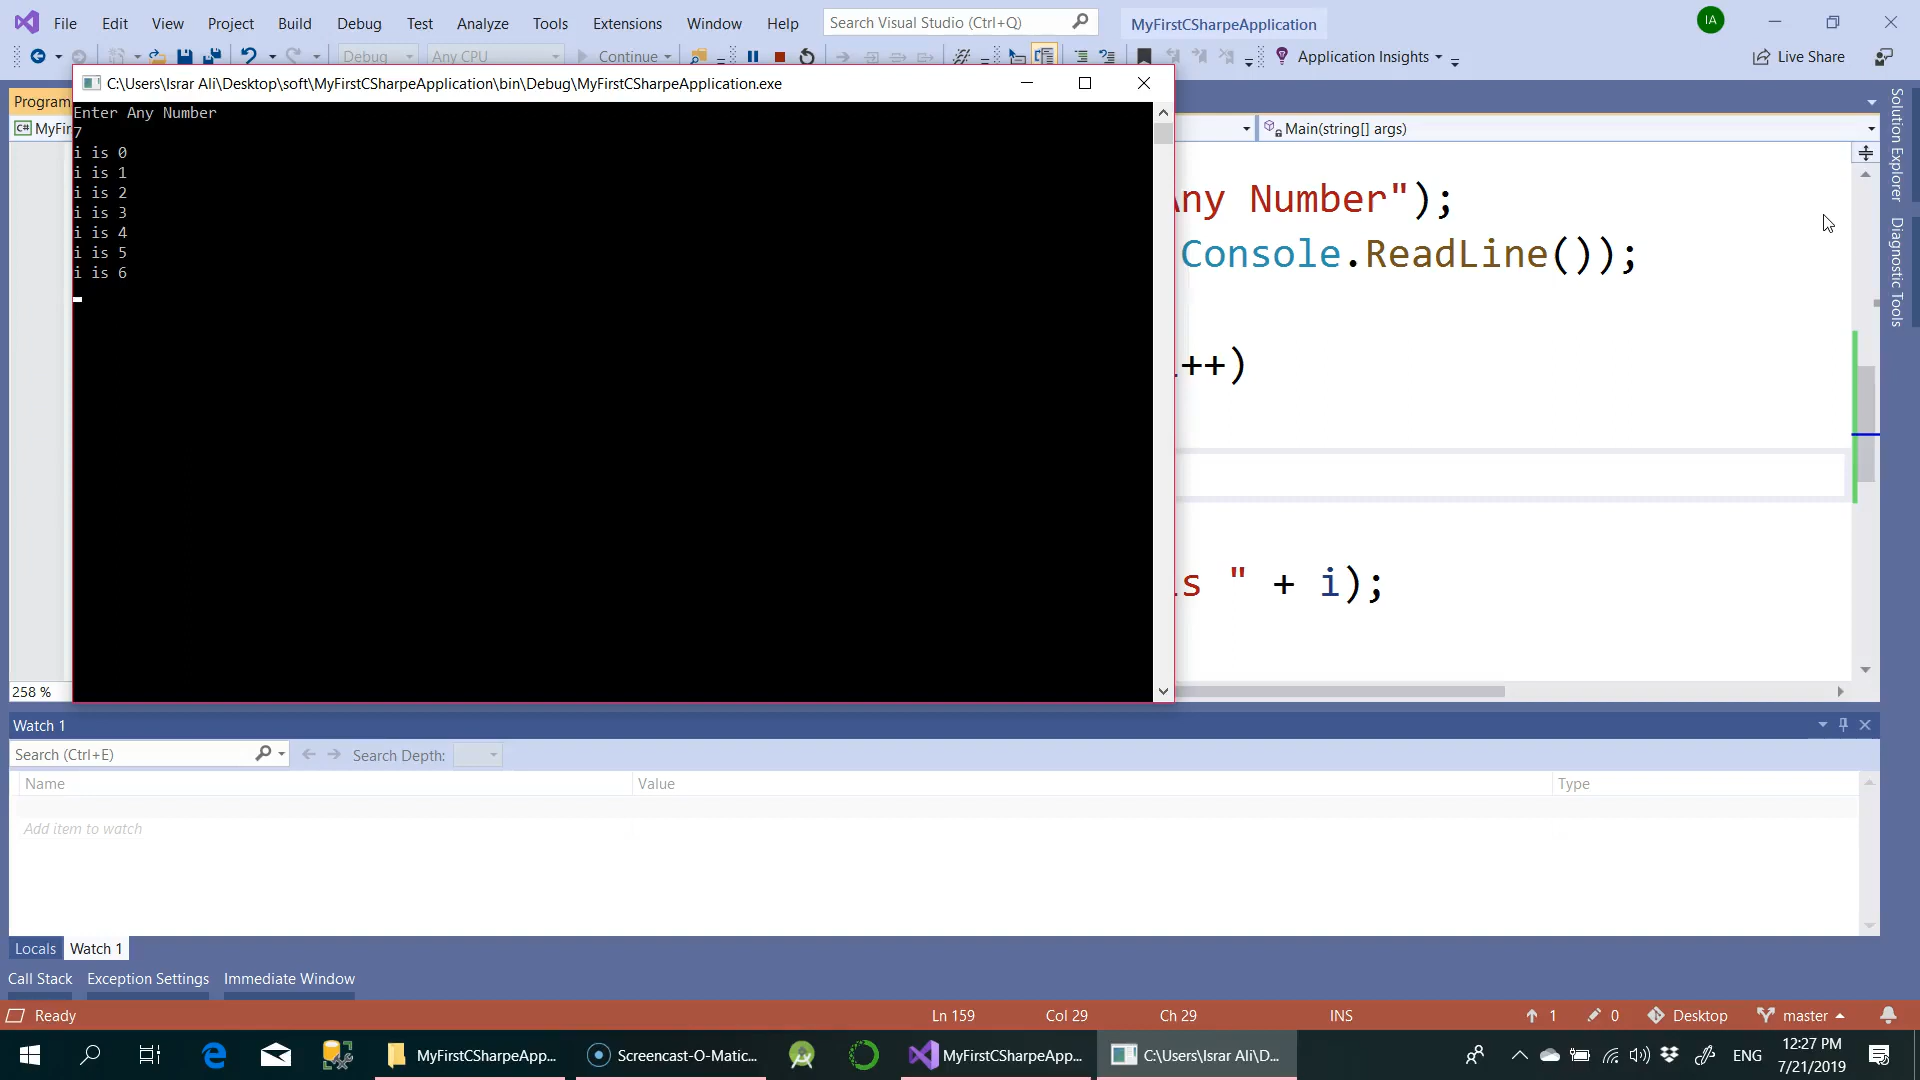 File Edit View Project Build Debug Test Analyze Tools Extensions Window Help Search Visual Studio (Ctrl+Q) MyFirstCSharpeApplication IA
Debug Any CPU Continue Application Insights Live Share
C:\Users\Israr Ali\Desktop\soft\MyFirstCSharpeApplication\bin\Debug\MyFirstCSharpeApplication.exe
Program
C# MyFir
Main(string[] args)
Enter Any Number
7
i is 0
i is 1
i is 2
i is 3
i is 4
i is 5
i is 6
Any Number");
Console.ReadLine());
++)
is " + i);
Solution Explorer
Diagnostic Tools
258 %
Watch 1
Search (Ctrl+E) Search Depth:
Name Value Type
Add item to watch
Locals Watch 1
Call Stack Exception Settings Immediate Window
Ready Ln 159 Col 29 Ch 29 INS 1 0 Desktop master
MyFirstCSharpeApp... Screencast-O-Matic... MyFirstCSharpeApp... C:\Users\Israr Ali\D... ENG 12:27 PM
7/21/2019